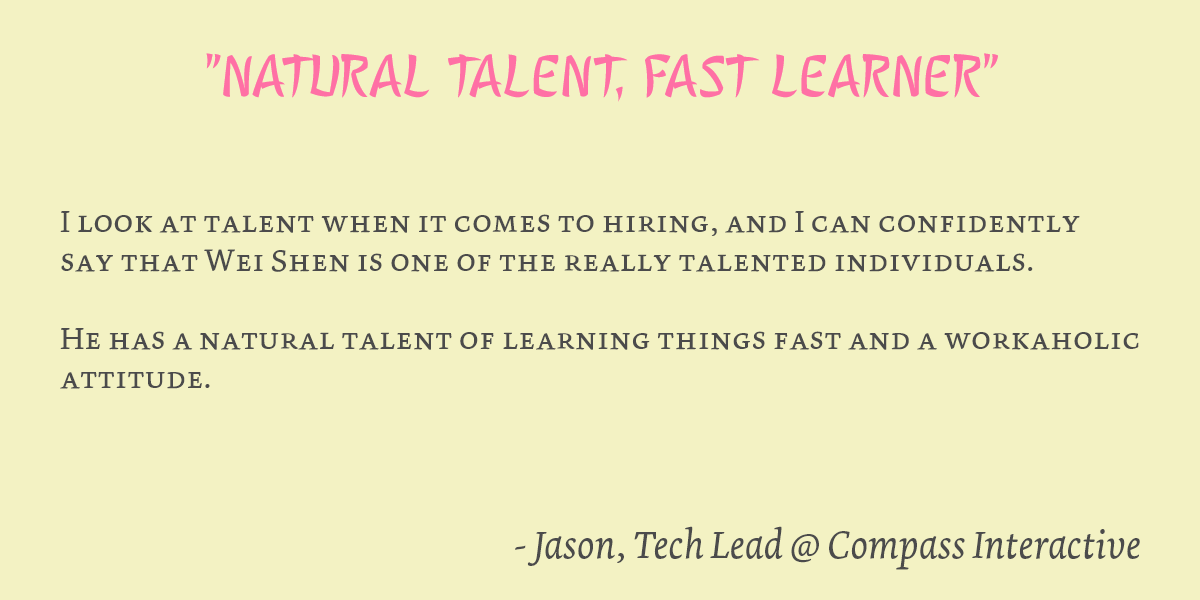 "NATURAL TALENT, FAST LEARNER"
I look at talent when it comes to hiring, and I can confidently
say that Wei Shen is one of the really talented individuals.
He has a natural talent of learning things fast and a workaholic
attitude.
- Jason, Tech Lead @ Compass Interactive